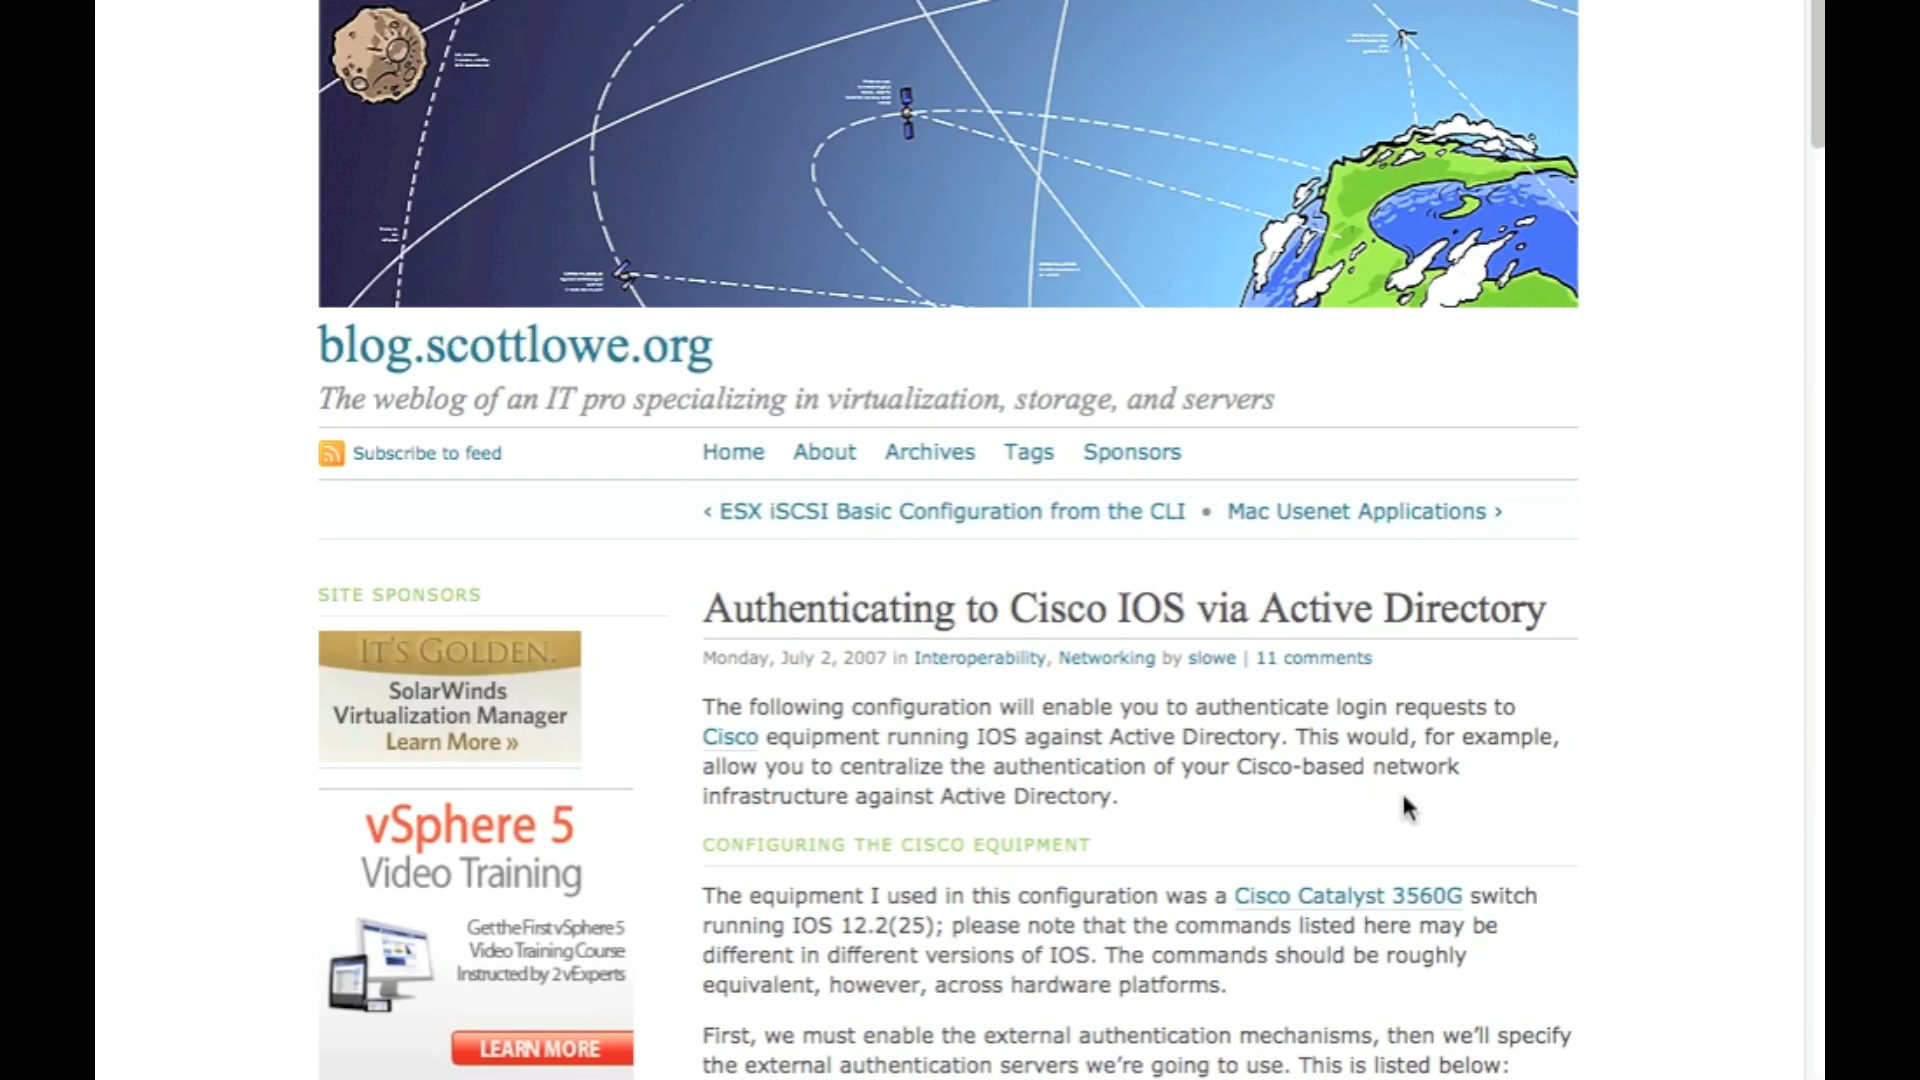 blog.scottlowe.org
The weblog of an IT pro specializing in virtualization, storage, and servers
Subscribe to feed
Home About Archives Tags Sponsors
‹ ESX iSCSI Basic Configuration from the CLI • Mac Usenet Applications ›
SITE SPONSORS
IT'S GOLDEN.
SolarWinds
Virtualization Manager
Learn More »
vSphere 5
Video Training
Get the First vSphere 5
Video Training Course
Instructed by 2 vExperts
LEARN MORE
Authenticating to Cisco IOS via Active Directory
Monday, July 2, 2007 in Interoperability, Networking by slowe | 11 comments
The following configuration will enable you to authenticate login requests to
Cisco equipment running IOS against Active Directory. This would, for example,
allow you to centralize the authentication of your Cisco-based network
infrastructure against Active Directory.
CONFIGURING THE CISCO EQUIPMENT
The equipment I used in this configuration was a Cisco Catalyst 3560G switch
running IOS 12.2(25); please note that the commands listed here may be
different in different versions of IOS. The commands should be roughly
equivalent, however, across hardware platforms.
First, we must enable the external authentication mechanisms, then we'll specify
the external authentication servers we're going to use. This is listed below: